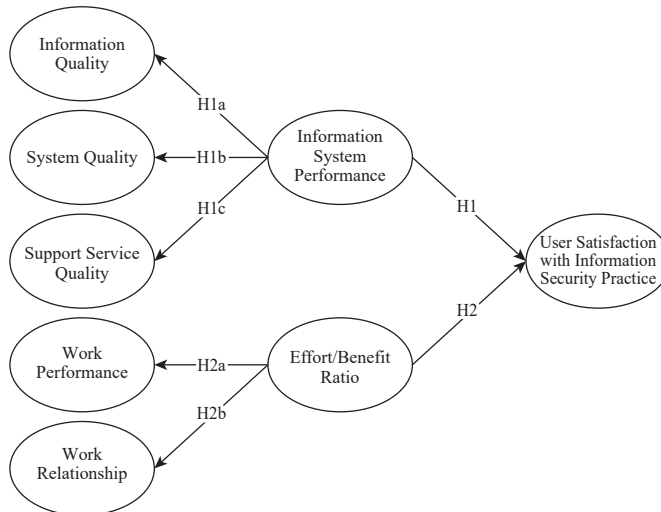 Information
Quality
H1a
System Quality
H1b
Information
System
Performance
H1c
H1
Support Service
Quality
User Satisfaction
with Information
Security Practice
H2
Work
Performance
H2a
Effort/Benefit
Ratio
H2b
Work
Relationship